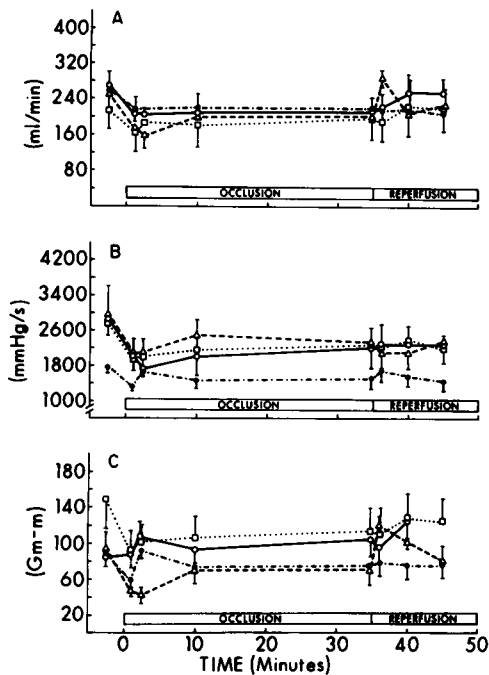 A
400
320
240
160
80
(ml/min)
OCCLUSION
REPERFUSION
B
4200
3400
2600
1800
1000
(mmHg/s)
OCCLUSION
REPERFUSION
C
180
140
100
60
20
(Gm-m)
OCCLUSION
REPERFUSION
0 10 20 30 40 50
TIME (Minutes)